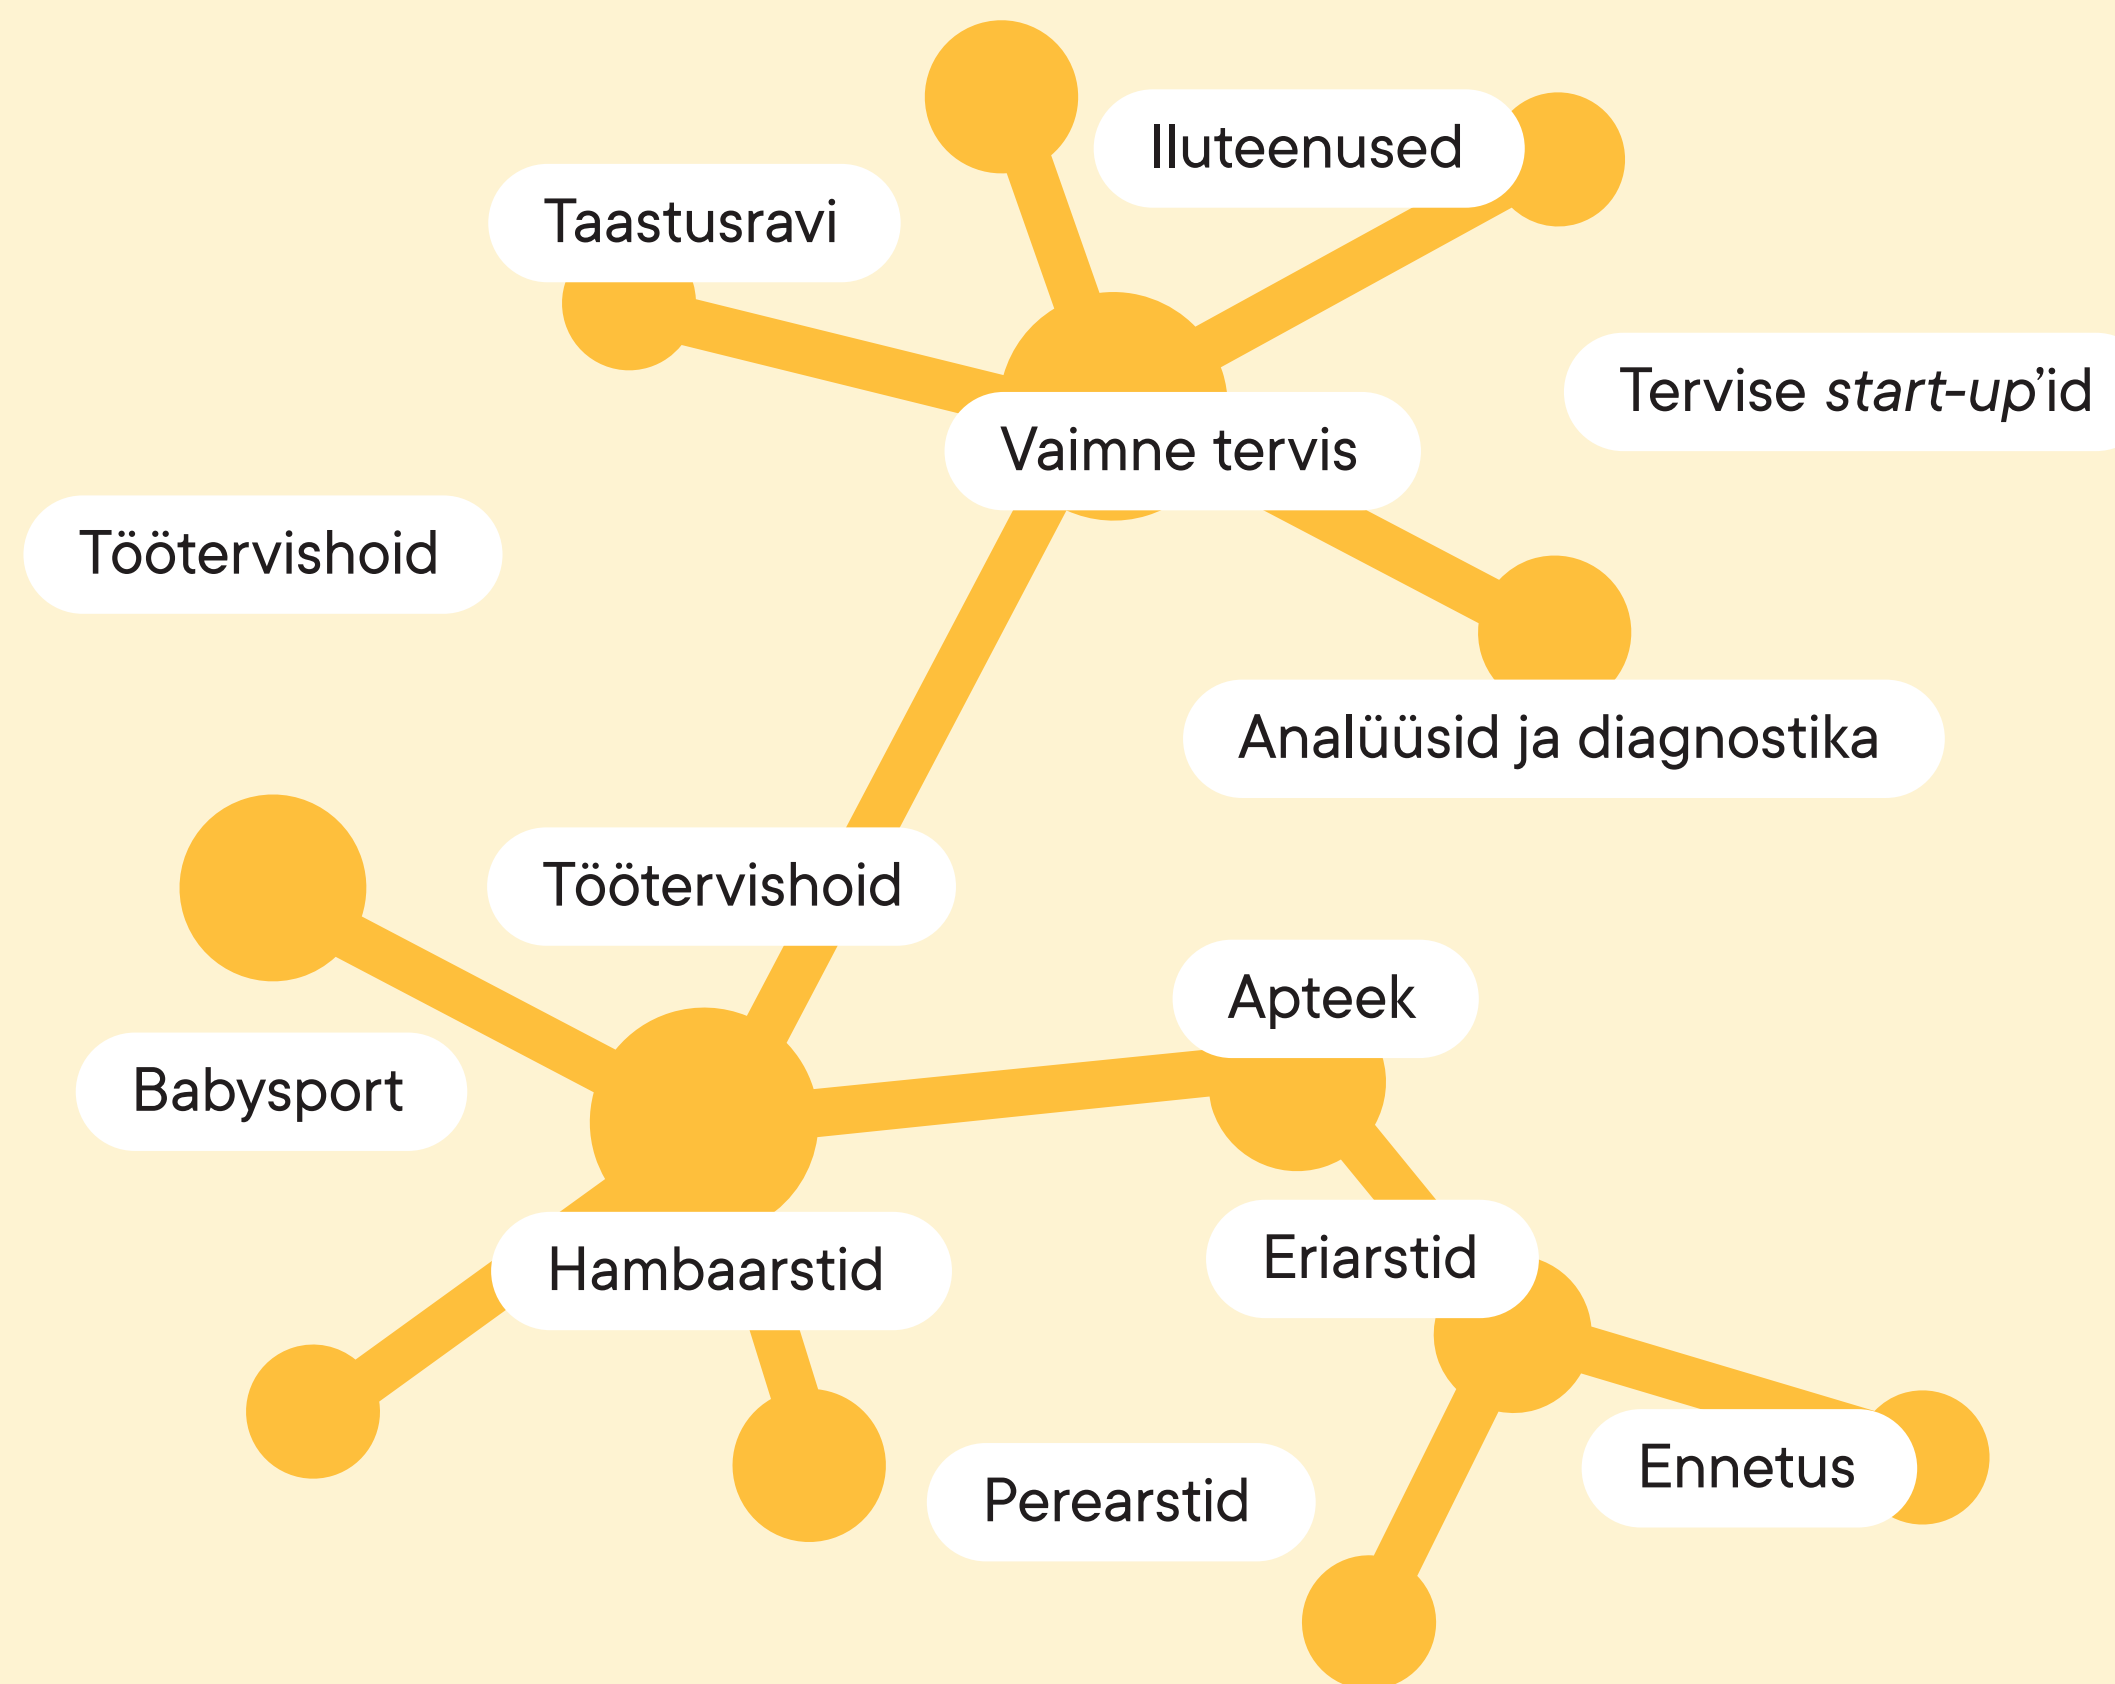 Iluteenused
Taastusravi
Tervise start-up’id
Vaimne tervis
Töötervishoid
Analüüsid ja diagnostika
Töötervishoid
Apteek
Babysport
Eriarstid
Hambaarstid
Ennetus
Perearstid